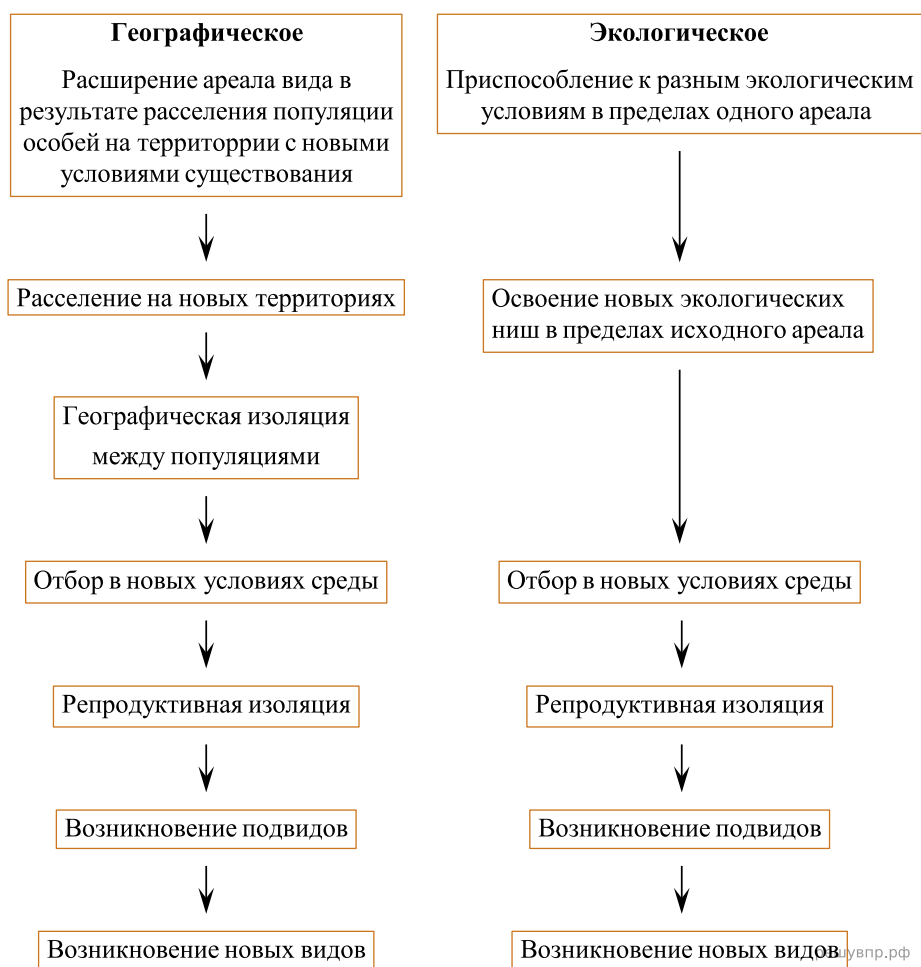 Географическое
Расширение ареала вида в
результате расселения популяции
особей на территоррии с новыми
условиями существования
Расселение на новых территориях
Географическая изоляция
между популяциями
Отбор в новых условиях среды
Репродуктивная изоляция
Возникновение подвидов
Возникновение новых видов
Экологическое
Приспособление к разным экологическим
условиям в пределах одного ареала
Освоение новых экологических
ниш в пределах исходного ареала
Отбор в новых условиях среды
Репродуктивная изоляция
Возникновение подвидов
Возникновение новых видов
решувпр.рф